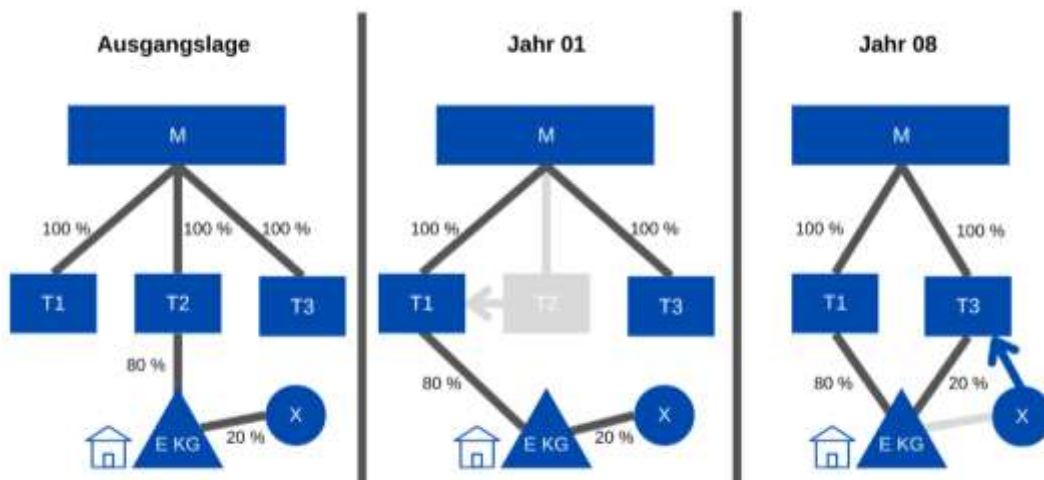 Ausgangslage
M
100 %
100 %
100 %
T1
T2
T3
80 %
E KG
20 %
X
Jahr 01
M
100 %
100 %
T1
T2
T3
80 %
E KG
20 %
X
Jahr 08
M
100 %
100 %
T1
T3
80 %
20 %
E KG
X